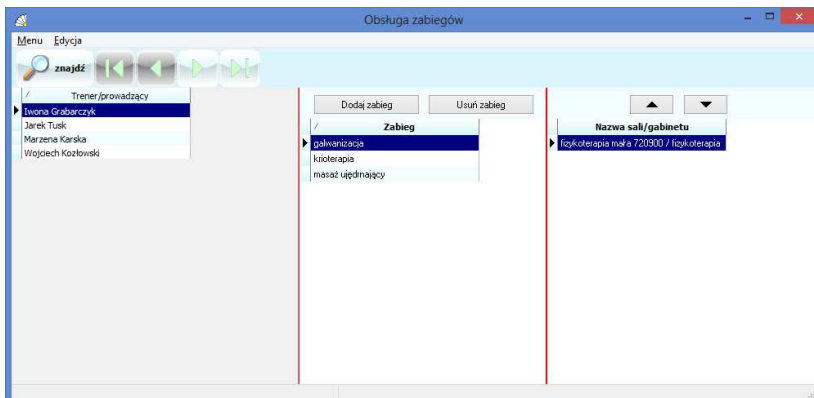 Obsługa zabiegów
Menu Edycja
znajdź
Trener/prowadzący
Iwona Grabarczyk
Jarek Tusk
Marzena Karska
Wojciech Kozłowski
Dodaj zabieg Usuń zabieg
Zabieg
galwanizacja
krioterapia
masaż ujędrniający
Nazwa sali/gabinetu
fizykoterapia mała 720900 / fizykoterapia